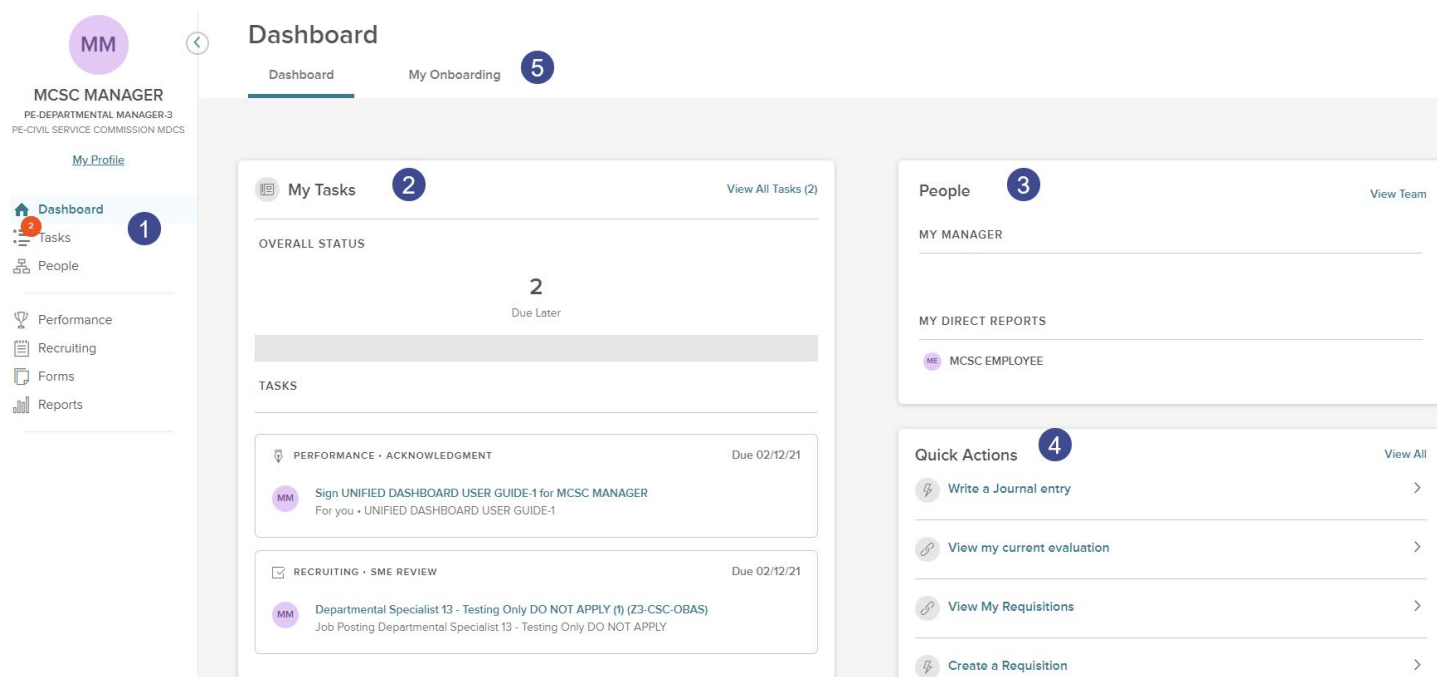 MM
MCSC MANAGER
PE-DEPARTMENTAL MANAGER-3
PE-CIVIL SERVICE COMMISSION MDCS
My Profile
Dashboard
2
Tasks
1
People
Performance
Recruiting
Forms
Reports
Dashboard
Dashboard My Onboarding 5
My Tasks 2 View All Tasks (2)
OVERALL STATUS
2
Due Later
TASKS
PERFORMANCE • ACKNOWLEDGMENT Due 02/12/21
MM
Sign UNIFIED DASHBOARD USER GUIDE-1 for MCSC MANAGER
For you • UNIFIED DASHBOARD USER GUIDE-1
RECRUITING • SME REVIEW Due 02/12/21
MM
Departmental Specialist 13 - Testing Only DO NOT APPLY (1) (Z3-CSC-OBAS)
Job Posting Departmental Specialist 13 - Testing Only DO NOT APPLY
People 3 View Team
MY MANAGER
MY DIRECT REPORTS
ME MCSC EMPLOYEE
Quick Actions 4 View All
Write a Journal entry
View my current evaluation
View My Requisitions
Create a Requisition